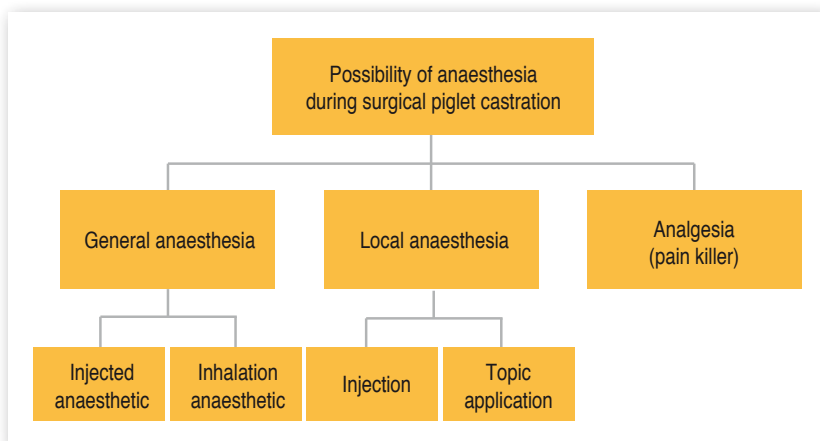 Possibility of anaesthesia
during surgical piglet castration
General anaesthesia
Local anaesthesia
Analgesia
(pain killer)
Injected
anaesthetic
Inhalation
anaesthetic
Injection
Topic
application